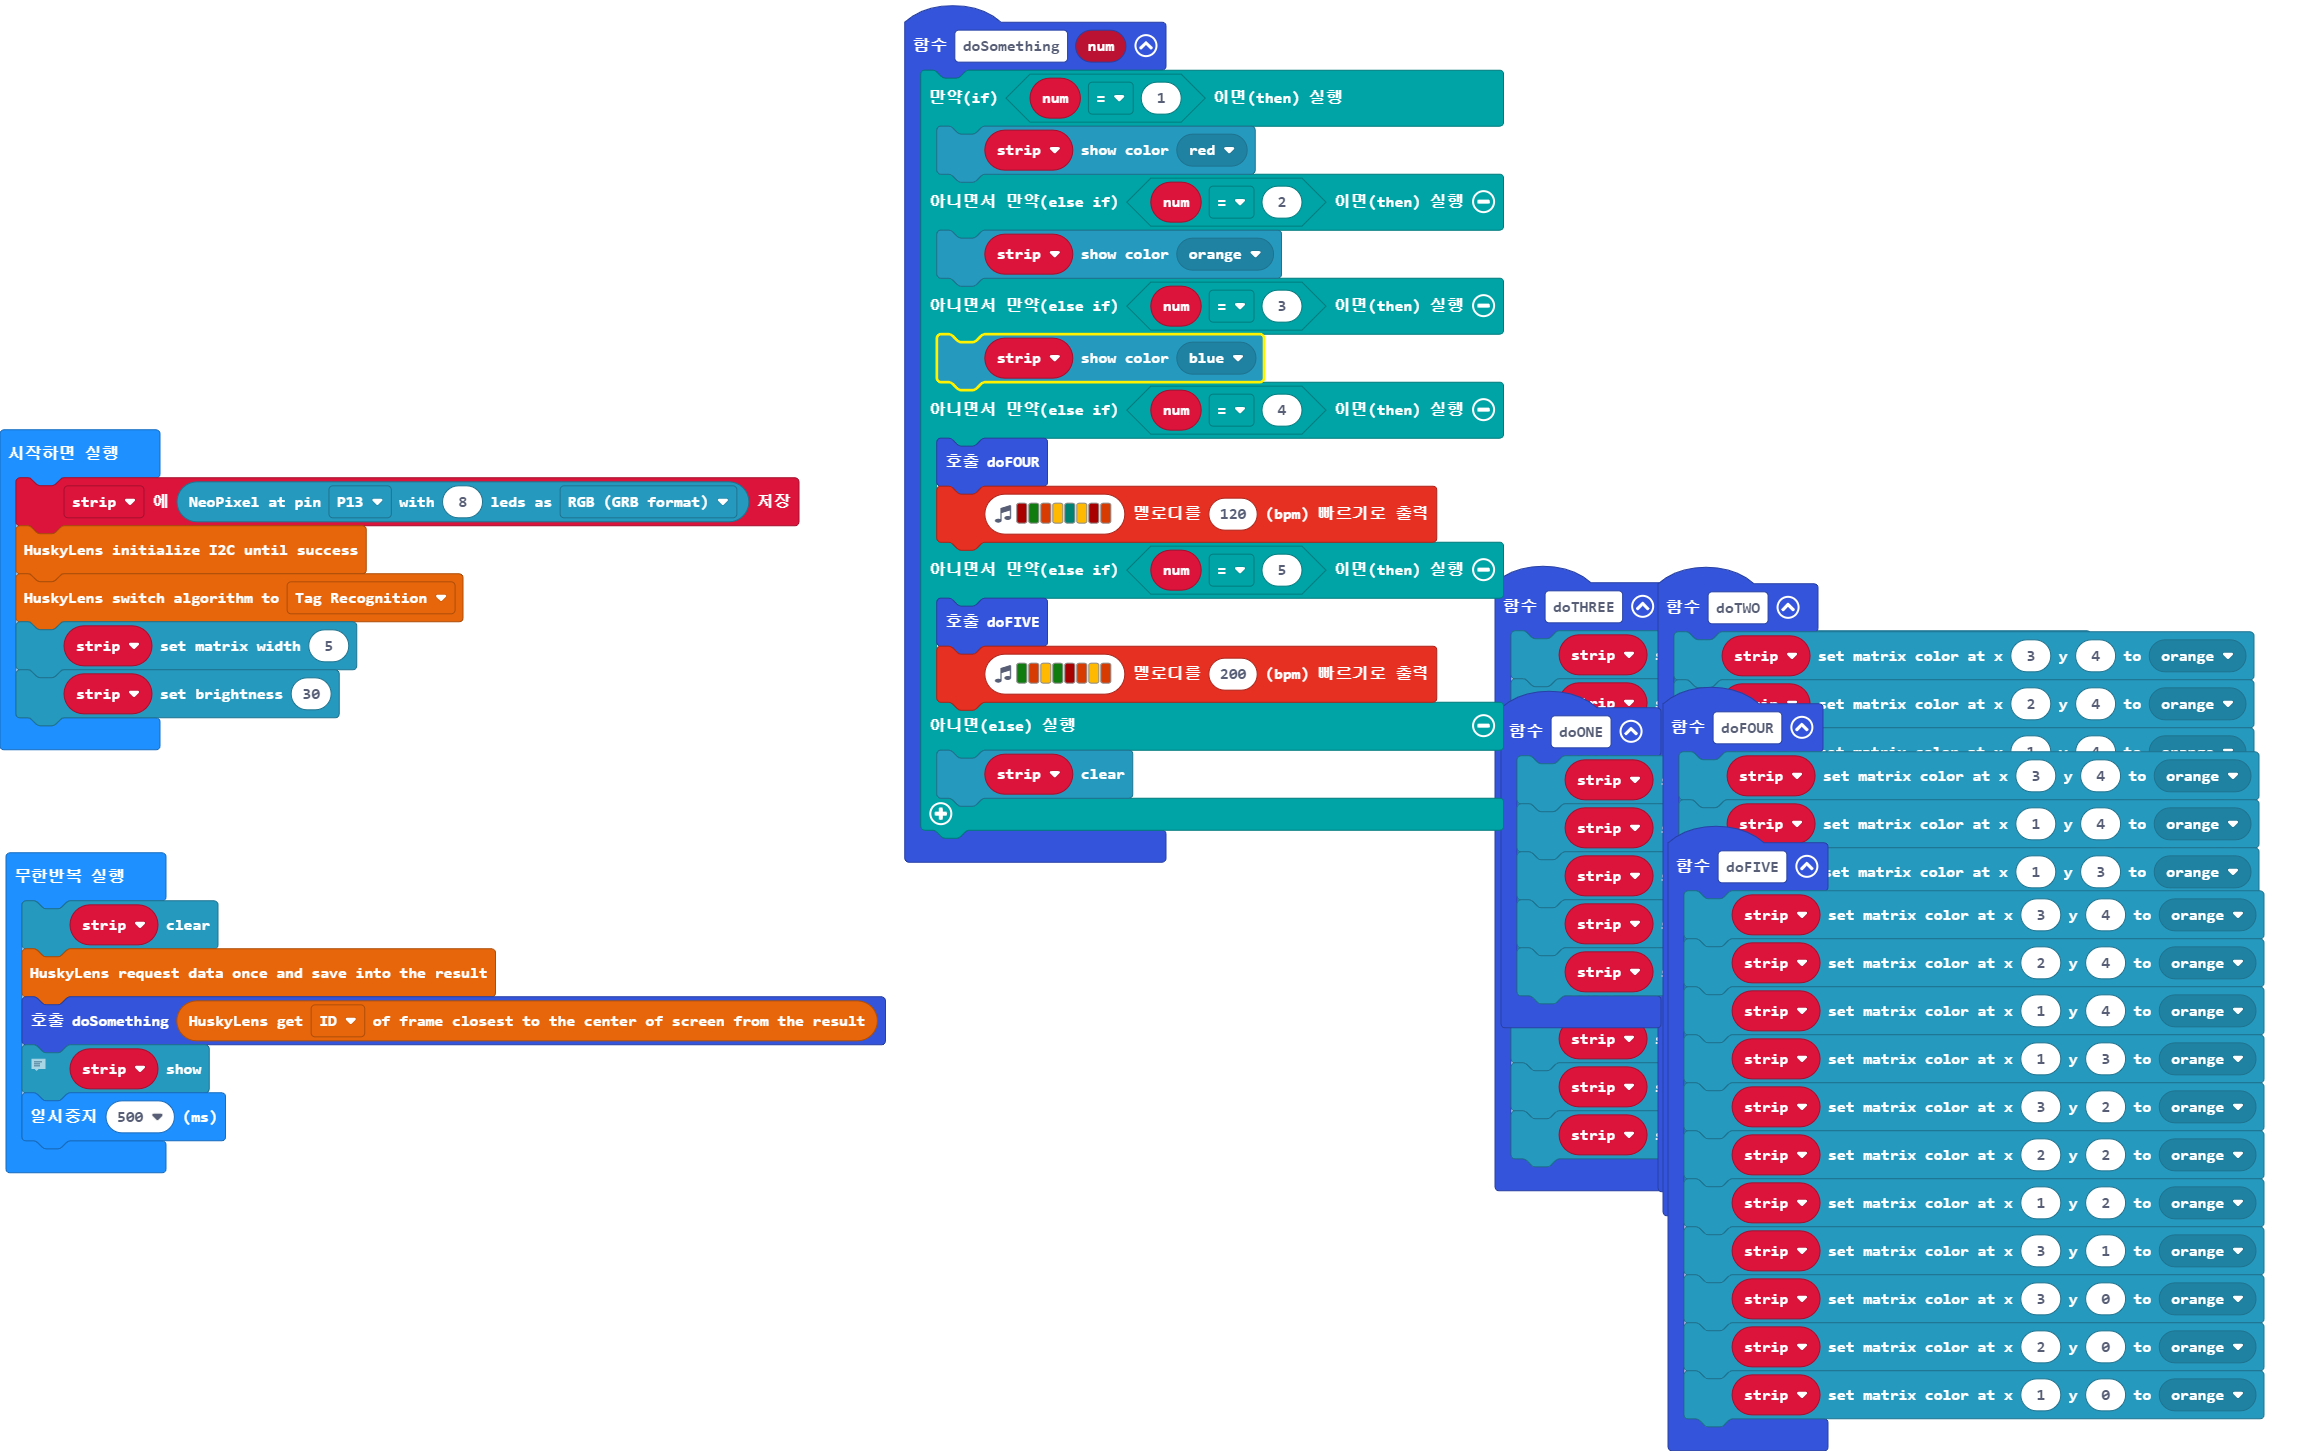 시작하면 실행
strip 에 NeoPixel at pin P13 with 8 leds as RGB (GRB format) 저장
HuskyLens initialize I2C until success
HuskyLens switch algorithm to Tag Recognition
strip set matrix width 5
strip set brightness 30
무한반복 실행
strip clear
HuskyLens request data once and save into the result
호출 doSomething HuskyLens get ID of frame closest to the center of screen from the result
strip show
일시중지 500 (ms)
함수 doSomething num
만약(if) num = 1 이면(then) 실행
strip show color red
아니면서 만약(else if) num = 2 이면(then) 실행
strip show color orange
아니면서 만약(else if) num = 3 이면(then) 실행
strip show color blue
아니면서 만약(else if) num = 4 이면(then) 실행
호출 doFOUR
멜로디를 120 (bpm) 빠르기로 출력
아니면서 만약(else if) num = 5 이면(then) 실행
호출 doFIVE
멜로디를 200 (bpm) 빠르기로 출력
아니면(else) 실행
strip clear
함수 doTHREE
strip
strip
strip
strip
strip
함수 doONE
strip
strip
strip
strip
strip
함수 doTWO
strip set matrix color at x 3 y 4 to orange
strip set matrix color at x 2 y 4 to orange
set matrix color at x 1 y 4 to orange
함수 doFOUR
strip set matrix color at x 3 y 4 to orange
strip set matrix color at x 1 y 4 to orange
set matrix color at x 1 y 3 to orange
함수 doFIVE
strip set matrix color at x 3 y 4 to orange
strip set matrix color at x 2 y 4 to orange
strip set matrix color at x 1 y 4 to orange
strip set matrix color at x 1 y 3 to orange
strip set matrix color at x 3 y 2 to orange
strip set matrix color at x 2 y 2 to orange
strip set matrix color at x 1 y 2 to orange
strip set matrix color at x 3 y 1 to orange
strip set matrix color at x 3 y 0 to orange
strip set matrix color at x 2 y 0 to orange
strip set matrix color at x 1 y 0 to orange